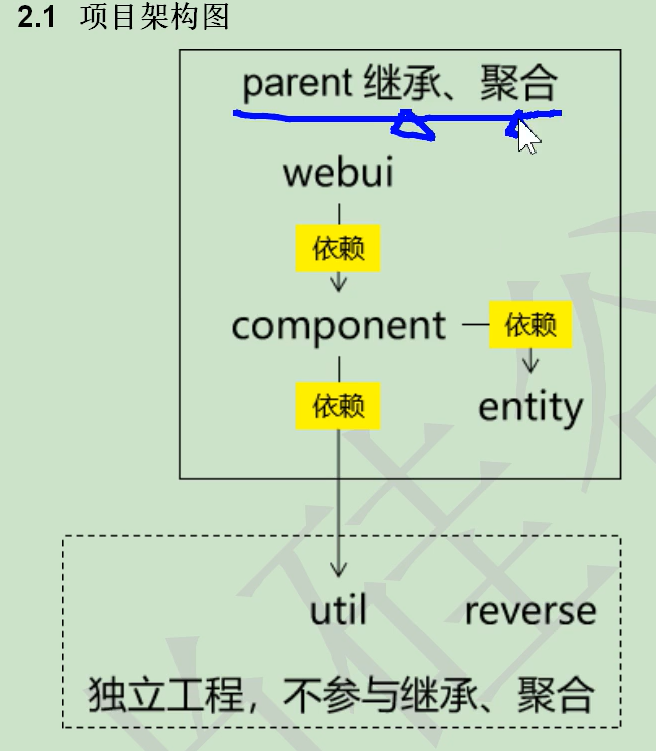 2.1 项目架构图
parent 继承、聚合
webui
依赖
component
依赖
依赖
entity
util
reverse
独立工程，不参与继承、聚合